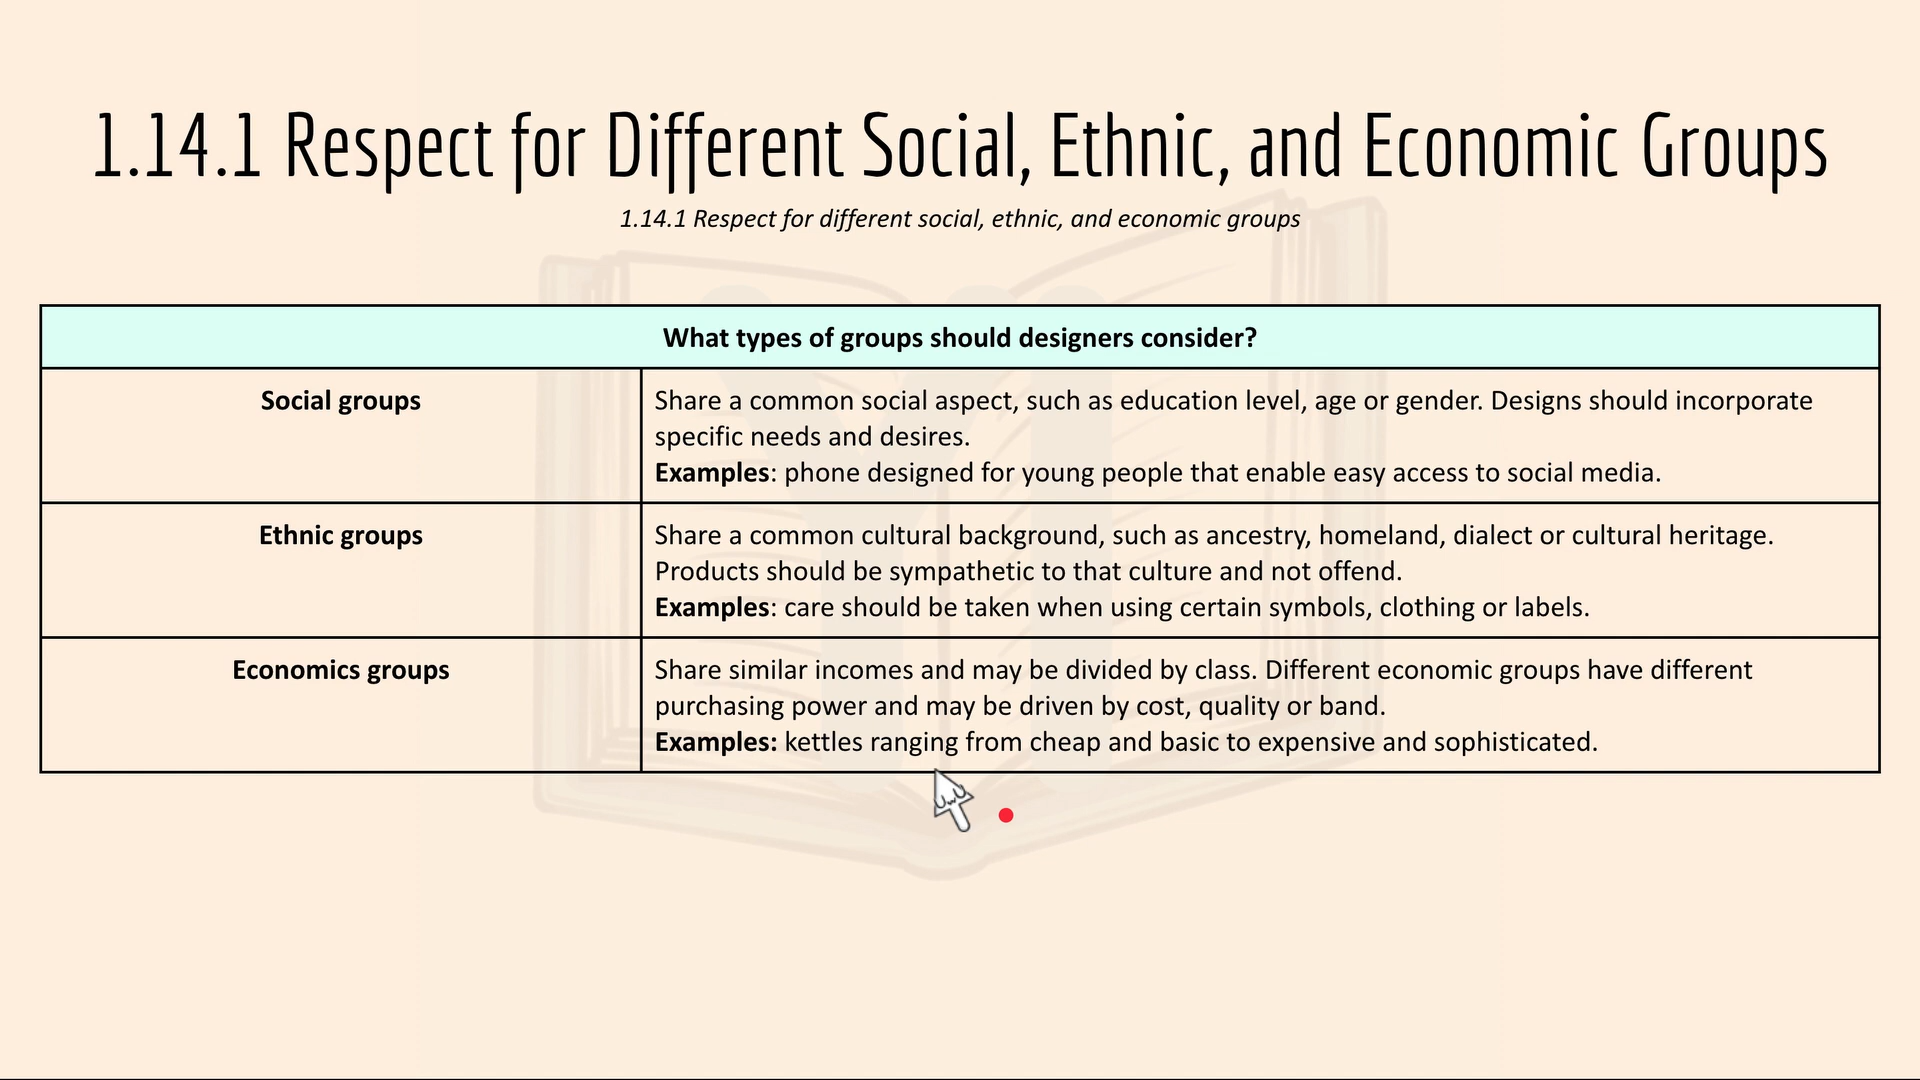 1.14.1 Respect for Different Social, Ethnic, and Economic Groups
1.14.1 Respect for different social, ethnic, and economic groups
What types of groups should designers consider?
Social groups
Share a common social aspect, such as education level, age or gender. Designs should incorporate
specific needs and desires.
Examples: phone designed for young people that enable easy access to social media.
Ethnic groups
Share a common cultural background, such as ancestry, homeland, dialect or cultural heritage.
Products should be sympathetic to that culture and not offend.
Examples: care should be taken when using certain symbols, clothing or labels.
Economics groups
Share similar incomes and may be divided by class. Different economic groups have different
purchasing power and may be driven by cost, quality or band.
Examples: kettles ranging from cheap and basic to expensive and sophisticated.